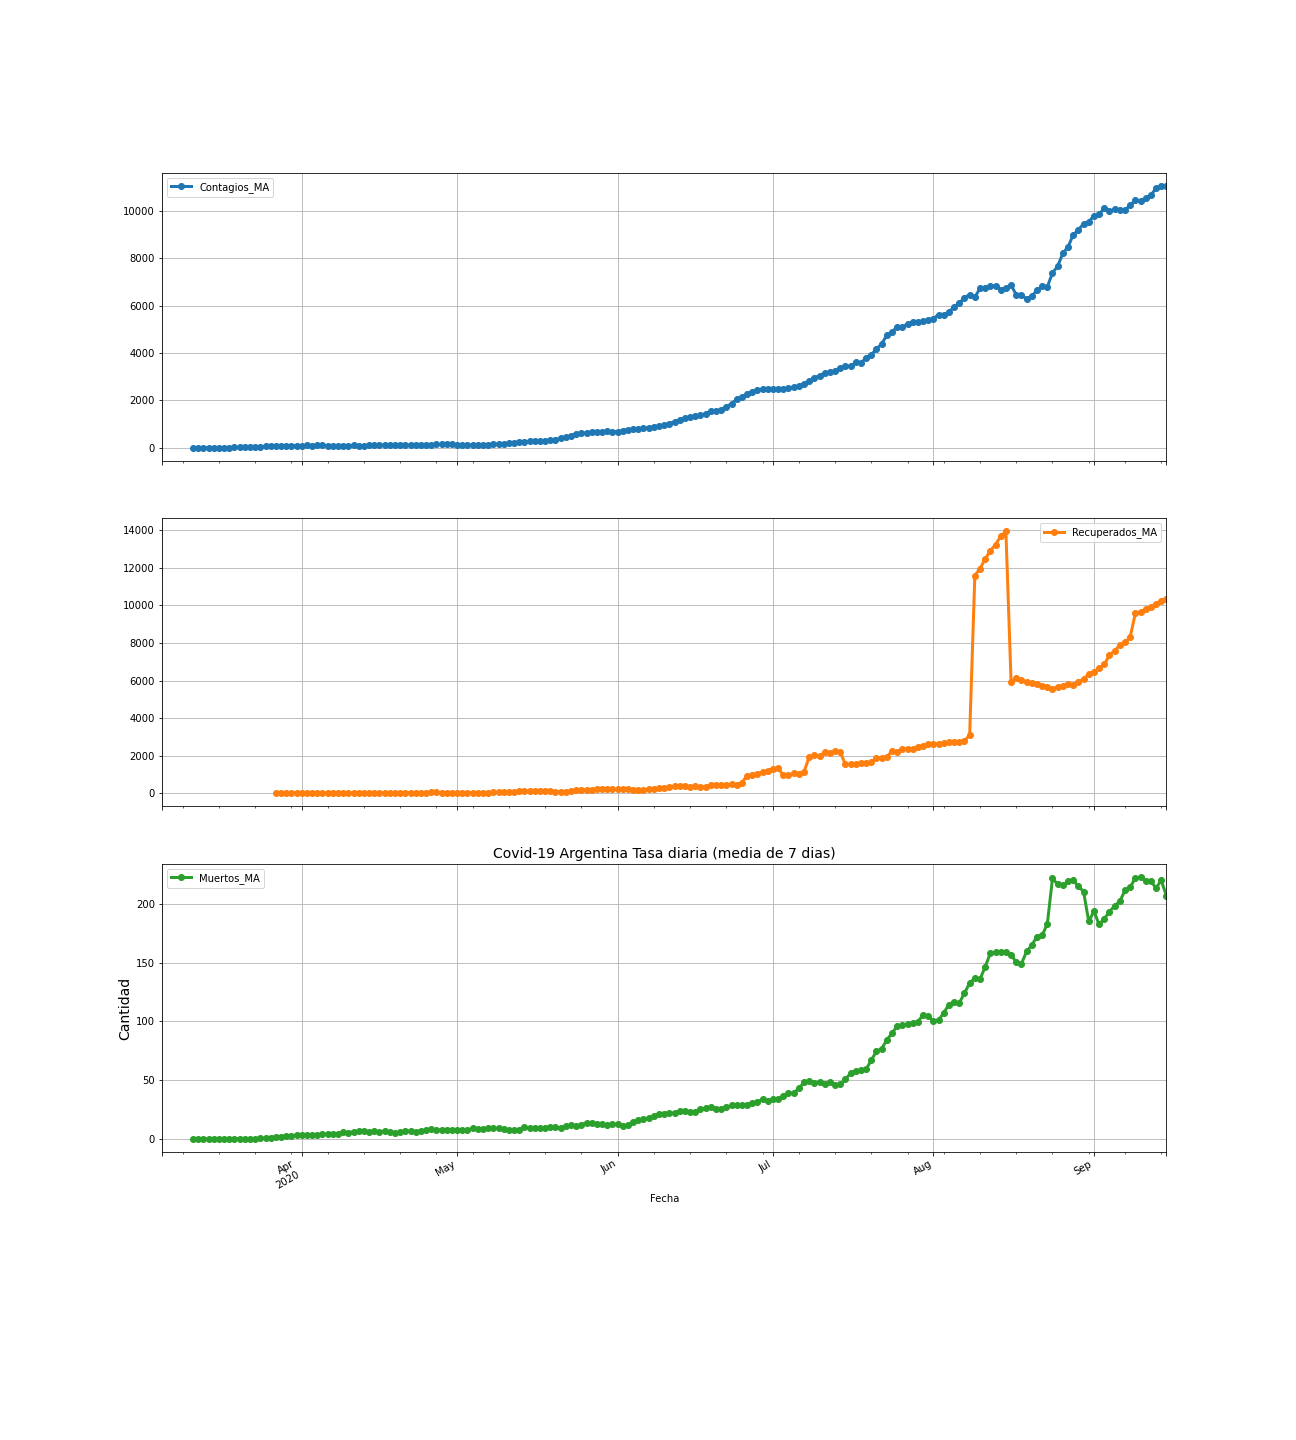 Contagios_MA
10000
8000
6000
4000
2000
0
Recuperados_MA
14000
12000
10000
8000
6000
4000
2000
0
Covid-19 Argentina Tasa diaria (media de 7 dias)
Muertos_MA
200
150
100
50
0
Cantidad
Apr
2020
May
Jun
Jul
Aug
Sep
Fecha